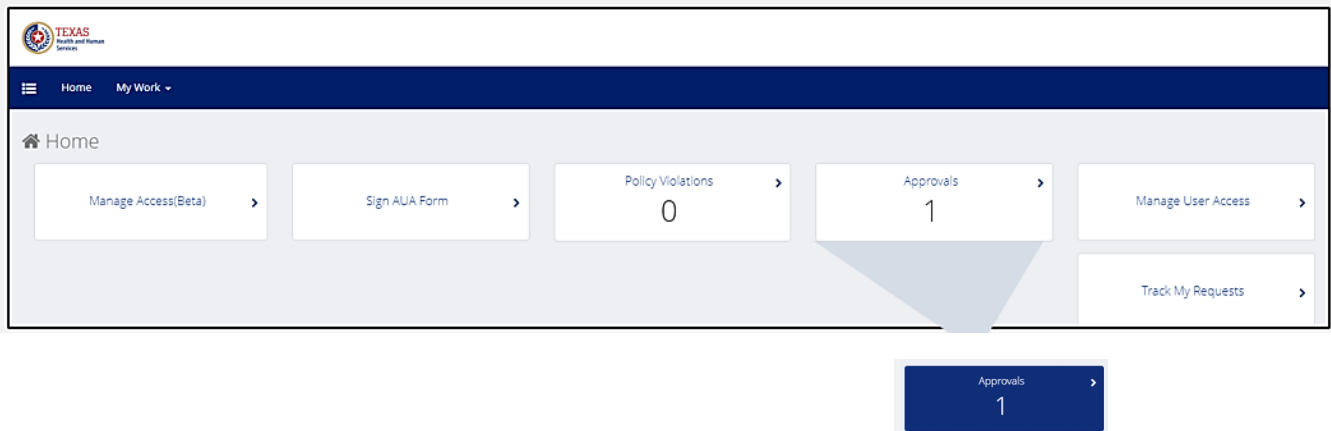 TEXAS
Health and Human
Services
Home My Work
Home
Manage Access(Beta)
Sign AUA Form
Policy Violations
0
Approvals
1
Manage User Access
Track My Requests
Approvals
1